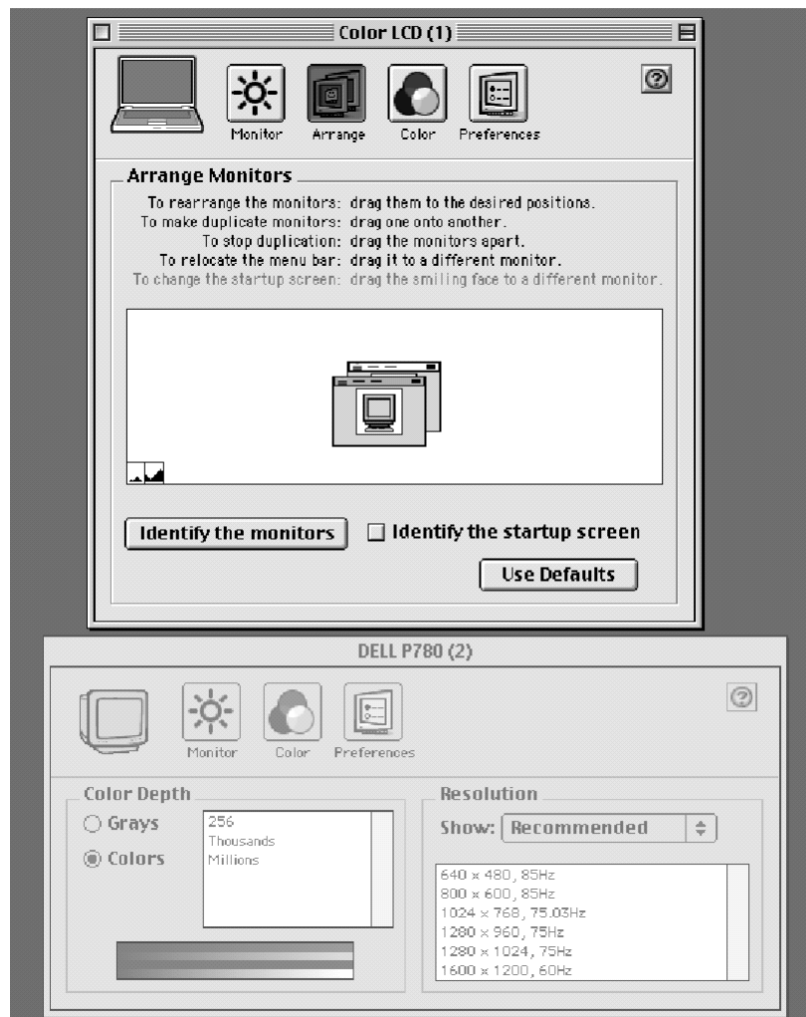 Color LCD (1)
Monitor Arrange Color Preferences
Arrange Monitors
To rearrange the monitors: drag them to the desired positions.
To make duplicate monitors: drag one onto another.
To stop duplication: drag the monitors apart.
To relocate the menu bar: drag it to a different monitor.
To change the startup screen: drag the smiling face to a different monitor.
Identify the monitors
Identify the startup screen
Use Defaults
DELL P780 (2)
Monitor Color Preferences
Color Depth
Grays
Colors
256
Thousands
Millions
Resolution
Show: Recommended
640 x 480, 85Hz
800 x 600, 85Hz
1024 x 768, 75.03Hz
1280 x 960, 75Hz
1280 x 1024, 75Hz
1600 x 1200, 60Hz